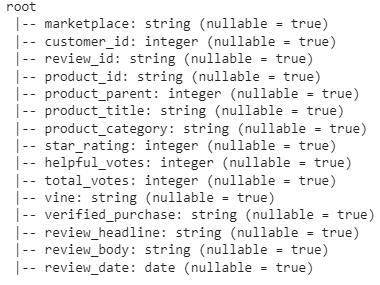 root
 |-- marketplace: string (nullable = true)
 |-- customer_id: integer (nullable = true)
 |-- review_id: string (nullable = true)
 |-- product_id: string (nullable = true)
 |-- product_parent: integer (nullable = true)
 |-- product_title: string (nullable = true)
 |-- product_category: string (nullable = true)
 |-- star_rating: integer (nullable = true)
 |-- helpful_votes: integer (nullable = true)
 |-- total_votes: integer (nullable = true)
 |-- vine: string (nullable = true)
 |-- verified_purchase: string (nullable = true)
 |-- review_headline: string (nullable = true)
 |-- review_body: string (nullable = true)
 |-- review_date: date (nullable = true)